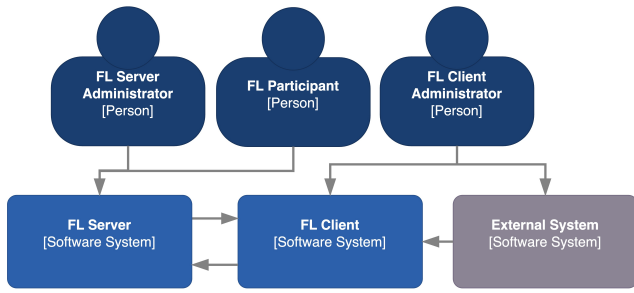 FL Server
Administrator
[Person]
FL Participant
[Person]
FL Client
Administrator
[Person]
FL Server
[Software System]
FL Client
[Software System]
External System
[Software System]